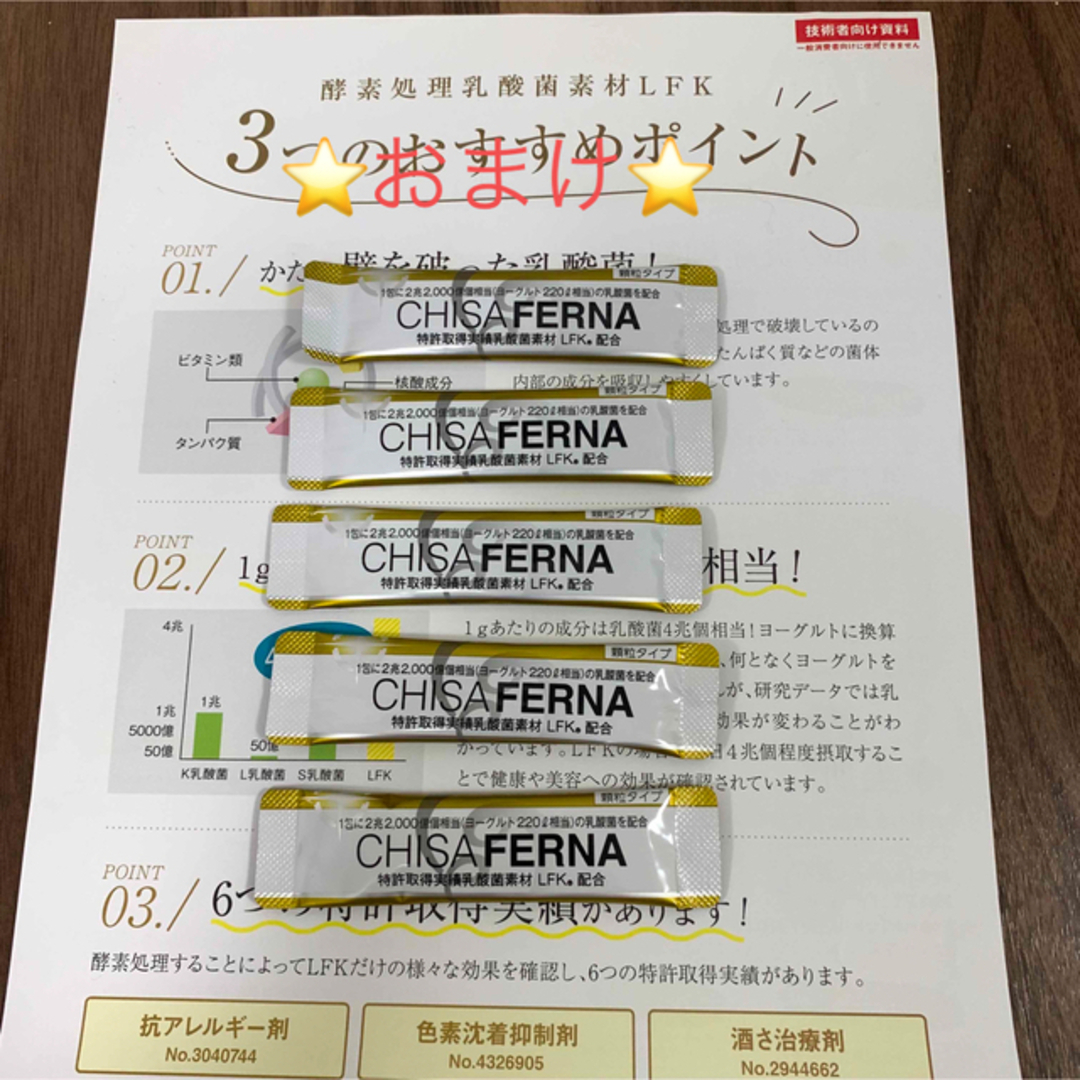 技術者向け資料
一般消費者向けに使用できません
酵素処理乳酸菌素材LFK
3つのおすすめポイント
⭐おまけ⭐
POINT
01./
壁を破った乳酸菌!
顆粒タイプ
1包に2兆2,000億個相当(ヨーグルト220ℓ相当)の乳酸菌を配合
CHISAFERNA
特許取得実績乳酸菌素材 LFK® 配合
処理で破壊しているの
たんぱく質などの菌体
内部の成分を吸収しやすくしています。
ビタミン類
核酸成分
タンパク質
顆粒タイプ
1包に2兆2,000億個相当(ヨーグルト220ℓ相当)の乳酸菌を配合
CHISAFERNA
特許取得実績乳酸菌素材 LFK® 配合
顆粒タイプ
1包に2兆2,000億個相当(ヨーグルト220ℓ相当)の乳酸菌を配合
CHISAFERNA
特許取得実績乳酸菌素材 LFK® 配合
POINT
02./
1g
相当!
4兆
1兆
5000億
50億
1兆
50億
K乳酸菌 L乳酸菌 S乳酸菌 LFK
1gあたりの成分は乳酸菌4兆個相当!ヨーグルトに換算
、何となくヨーグルトを
が、研究データでは乳
効果が変わることがわ
かっています。LFKの
日4兆個程度摂取するこ
とで健康や美容への効果が確認されています。
顆粒タイプ
1包に2兆2,000億個相当(ヨーグルト220ℓ相当)の乳酸菌を配合
CHISAFERNA
特許取得実績乳酸菌素材 LFK® 配合
顆粒タイプ
1包に2兆2,000億個相当(ヨーグルト220ℓ相当)の乳酸菌を配合
CHISAFERNA
特許取得実績乳酸菌素材 LFK® 配合
POINT
03./
6つの特許取得実績があります!
酵素処理することによってLFKだけの様々な効果を確認し、6つの特許取得実績があります。
抗アレルギー剤
No.3040744
色素沈着抑制剤
No.4326905
酒さ治療剤
No.2944662